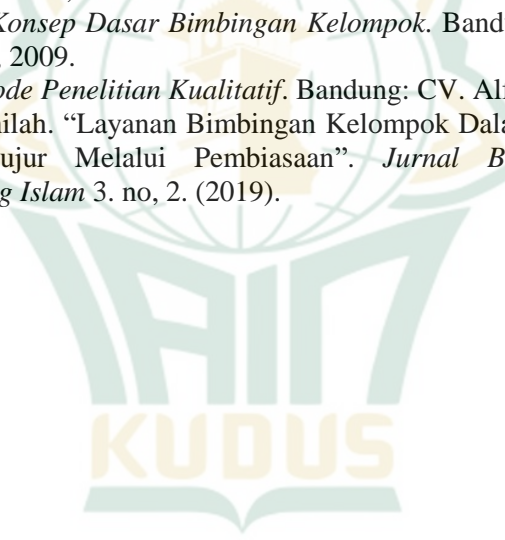 Konsep Dasar Bimbingan Kelompok. Band
, 2009.
ode Penelitian Kualitatif. Bandung: CV. Alf
ilah. “Layanan Bimbingan Kelompok Dala
ujur Melalui Pembiasaan”. Jurnal B
g Islam 3. no, 2. (2019).
IAIN
KUDUS